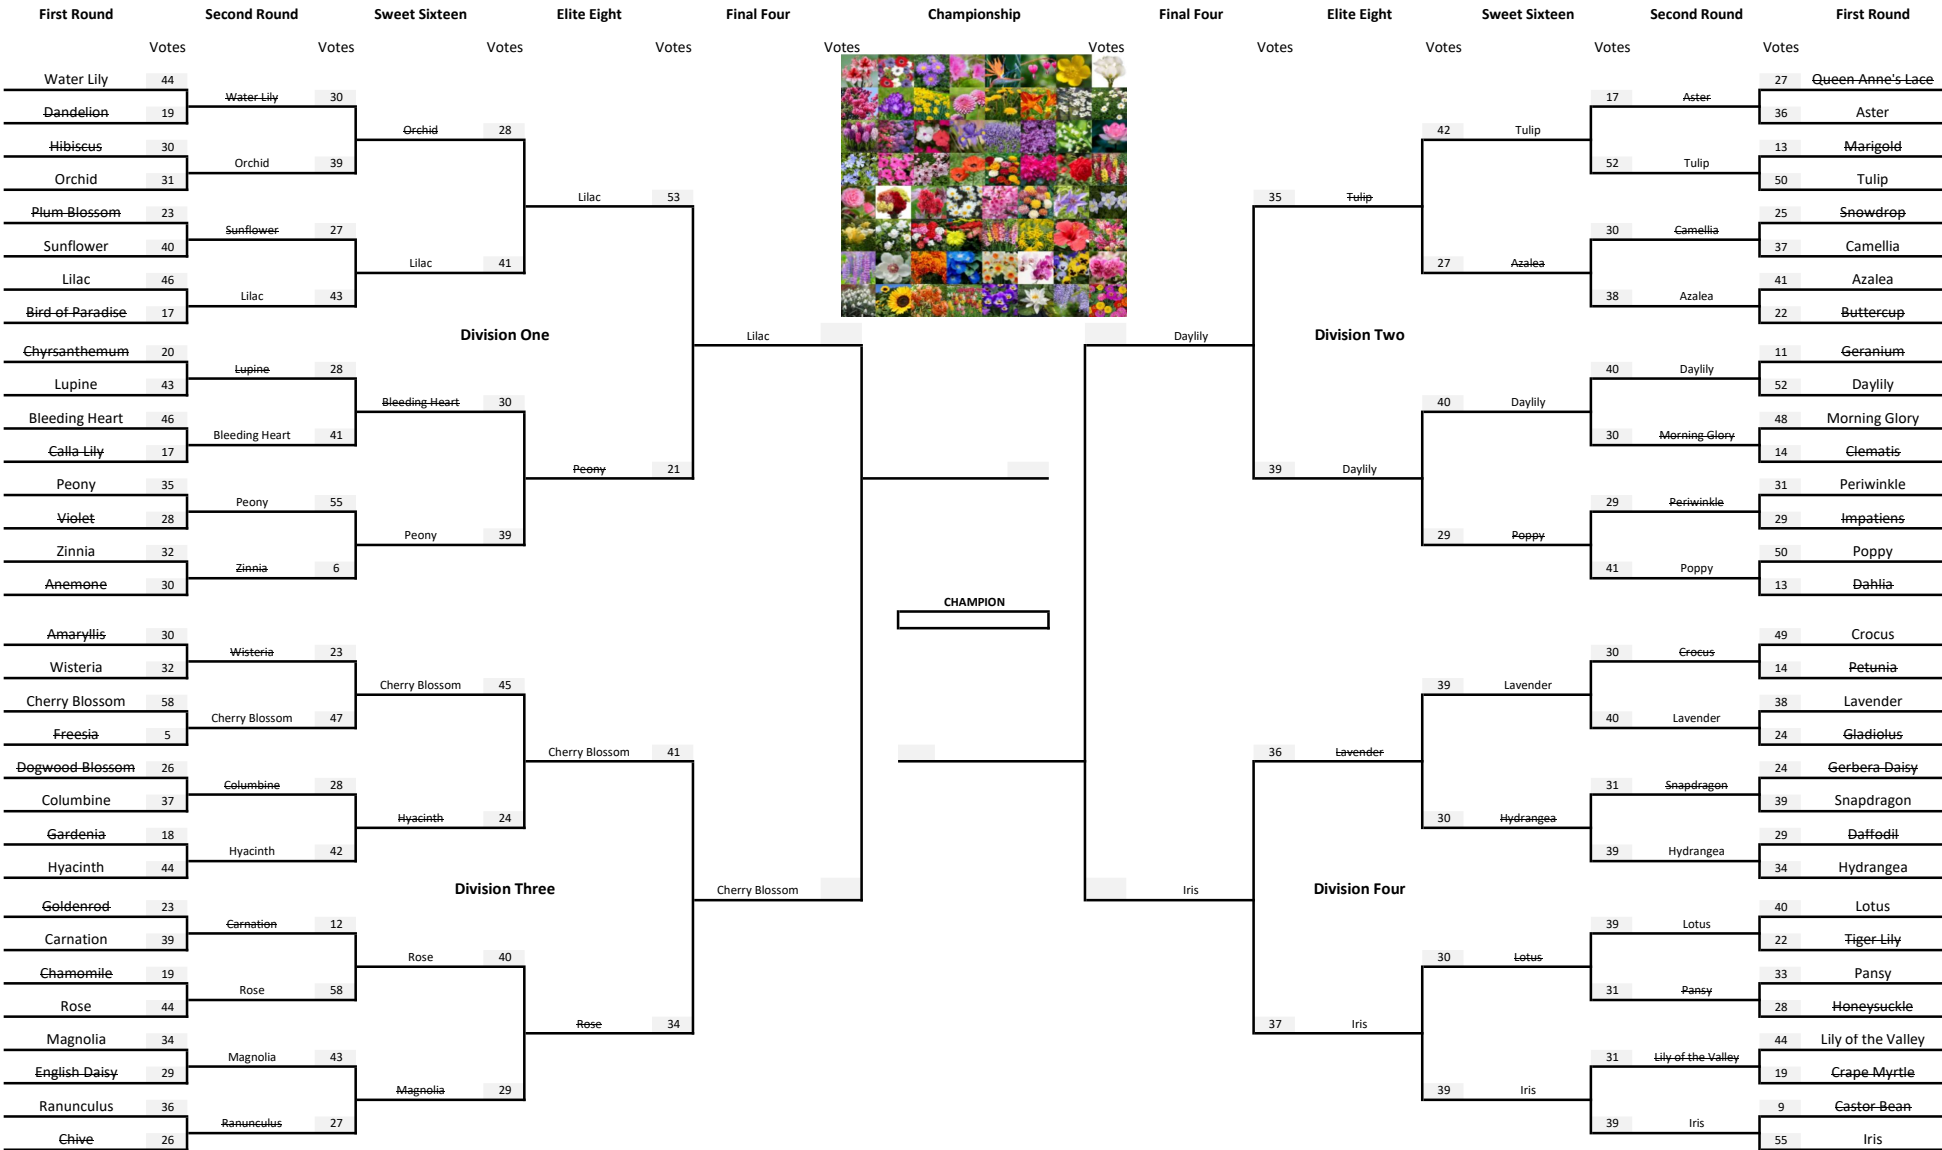 First Round Second Round Sweet Sixteen Elite Eight Final Four Championship Final Four Elite Eight Sweet Sixteen Second Round First Round
Votes Votes Votes Votes Votes Votes Votes Votes Votes Votes
Water Lily 44 27 Queen Anne's Lace
Water Lily 30 17 Aster
Dandelion 19 36 Aster
Orchid 28 42 Tulip
Hibiscus 30 13 Marigold
Orchid 39 52 Tulip
Orchid 31 50 Tulip
Lilac 53 35 Tulip
Plum Blossom 23 25 Snowdrop
Sunflower 27 30 Camellia
Sunflower 40 37 Camellia
Lilac 41 27 Azalea
Lilac 46 41 Azalea
Lilac 43 38 Azalea
Bird of Paradise 17 22 Buttercup
Division One Division Two
Lilac Daylily
Chyrsanthemum 20 11 Geranium
Lupine 28 40 Daylily
Lupine 43 52 Daylily
Bleeding Heart 30 40 Daylily
Bleeding Heart 46 48 Morning Glory
Bleeding Heart 41 30 Morning Glory
Calla Lily 17 14 Clematis
Peony 21 39 Daylily
Peony 35 31 Periwinkle
Peony 55 29 Periwinkle
Violet 28 29 Impatiens
Peony 39 29 Poppy
Zinnia 32 50 Poppy
Zinnia 6 41 Poppy
Anemone 30 13 Dahlia
CHAMPION
Amaryllis 30 49 Crocus
Wisteria 23 30 Crocus
Wisteria 32 14 Petunia
Cherry Blossom 45 39 Lavender
Cherry Blossom 58 38 Lavender
Cherry Blossom 47 40 Lavender
Freesia 5 24 Gladiolus
Cherry Blossom 41 36 Lavender
Dogwood Blossom 26 24 Gerbera Daisy
Columbine 28 31 Snapdragon
Columbine 37 39 Snapdragon
Hyacinth 24 30 Hydrangea
Gardenia 18 29 Daffodil
Hyacinth 42 39 Hydrangea
Hyacinth 44 34 Hydrangea
Division Three Division Four
Cherry Blossom Iris
Goldenrod 23 40 Lotus
Carnation 12 39 Lotus
Carnation 39 22 Tiger Lily
Rose 40 30 Lotus
Chamomile 19 33 Pansy
Rose 58 31 Pansy
Rose 44 28 Honeysuckle
Rose 34 37 Iris
Magnolia 34 44 Lily of the Valley
Magnolia 43 31 Lily of the Valley
English Daisy 29 19 Crape Myrtle
Magnolia 29 39 Iris
Ranunculus 36 9 Castor Bean
Ranunculus 27 39 Iris
Chive 26 55 Iris